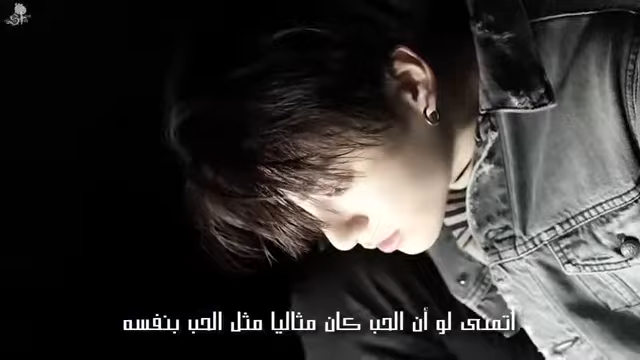 أتمنى لو أن الحب كان مثاليا مثل الحب بنفسه